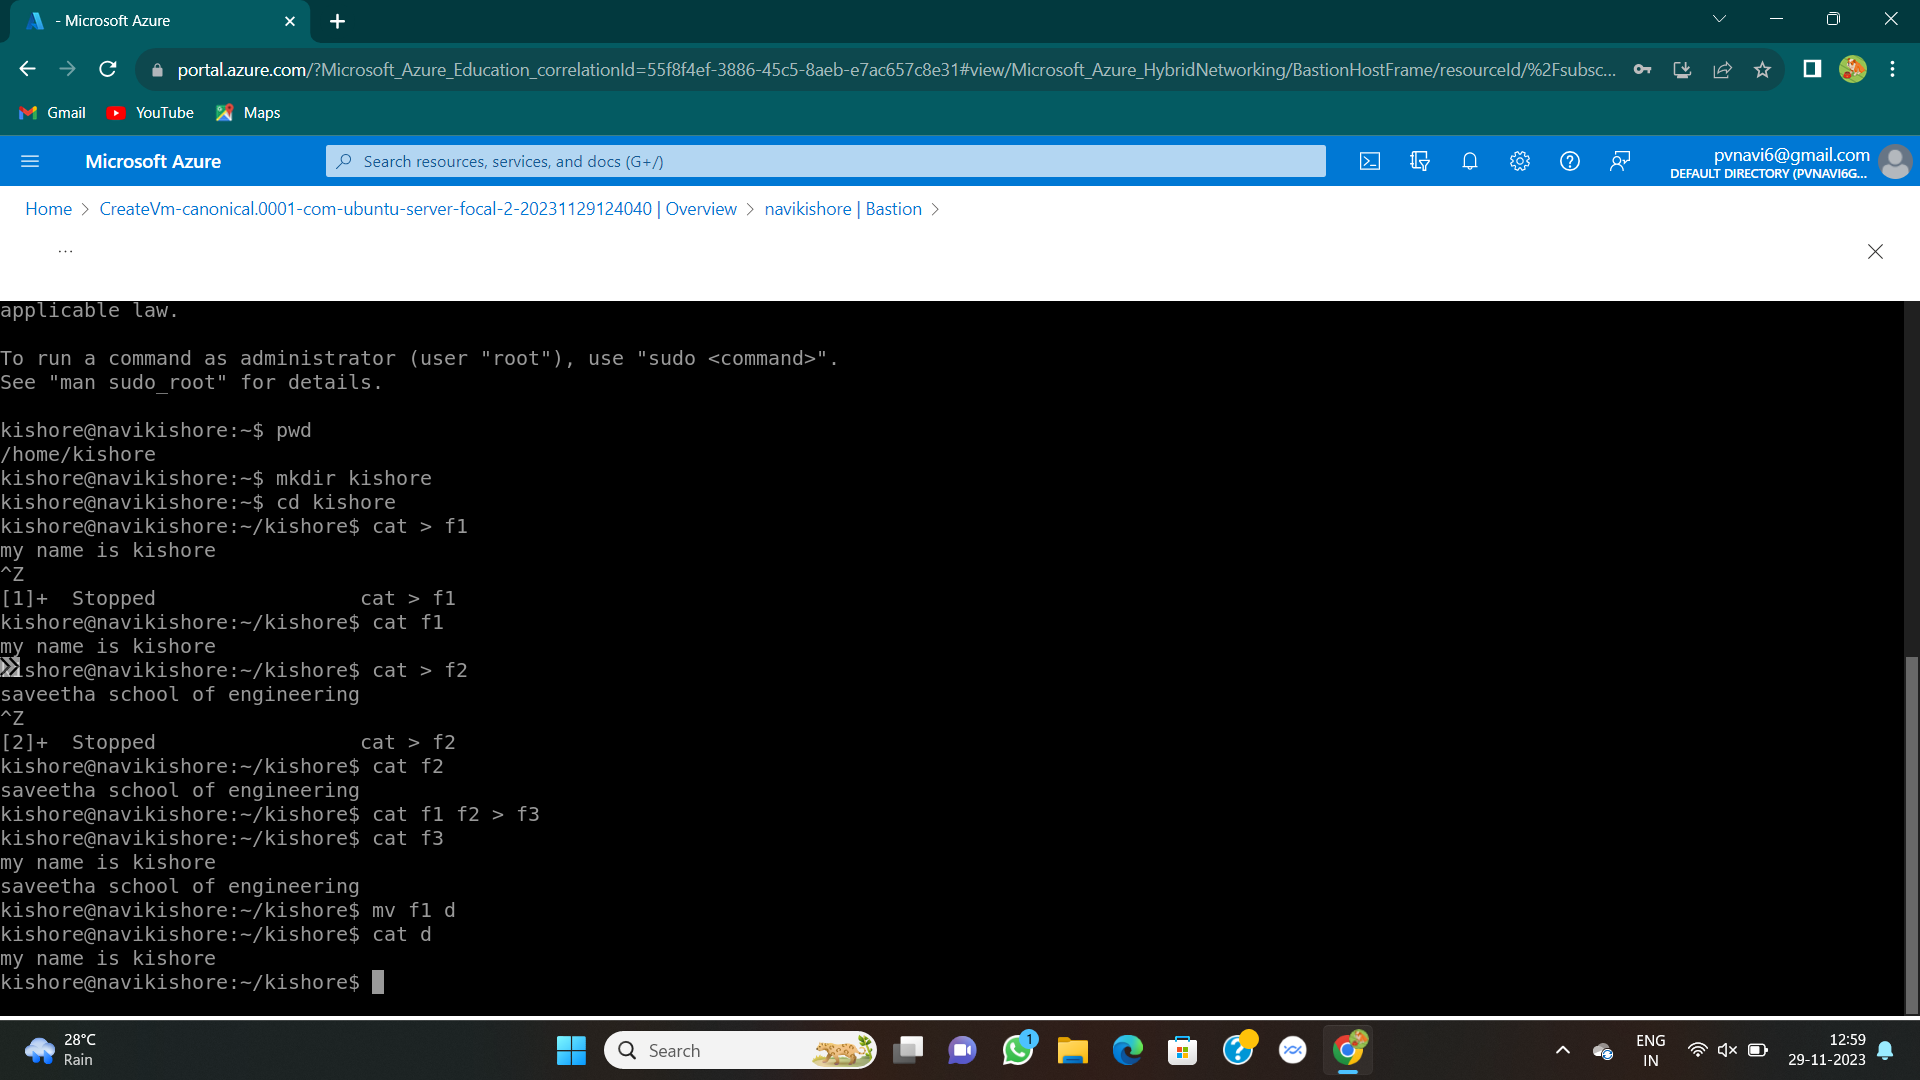 - Microsoft Azure
portal.azure.com/?Microsoft_Azure_Education_correlationId=55f8f4ef-3886-45c5-8aeb-e7ac657c8e31#view/Microsoft_Azure_HybridNetworking/BastionHostFrame/resourceId/%2Fsubsc...
Gmail YouTube Maps
Microsoft Azure
Search resources, services, and docs (G+/)
pvnavi6@gmail.com
DEFAULT DIRECTORY (PVNAVI6G...
Home > CreateVm-canonical.0001-com-ubuntu-server-focal-2-20231129124040 | Overview > navikishore | Bastion >
...
applicable law.
To run a command as administrator (user "root"), use "sudo <command>".
See "man sudo_root" for details.
kishore@navikishore:~$ pwd
/home/kishore
kishore@navikishore:~$ mkdir kishore
kishore@navikishore:~$ cd kishore
kishore@navikishore:~/kishore$ cat > f1
my name is kishore
^Z
[1]+  Stopped                 cat > f1
kishore@navikishore:~/kishore$ cat f1
my name is kishore
kishore@navikishore:~/kishore$ cat > f2
saveetha school of engineering
^Z
[2]+  Stopped                 cat > f2
kishore@navikishore:~/kishore$ cat f2
saveetha school of engineering
kishore@navikishore:~/kishore$ cat f1 f2 > f3
kishore@navikishore:~/kishore$ cat f3
my name is kishore
saveetha school of engineering
kishore@navikishore:~/kishore$ mv f1 d
kishore@navikishore:~/kishore$ cat d
my name is kishore
kishore@navikishore:~/kishore$
28°C
Rain
Search
1
ENG
IN
12:59
29-11-2023